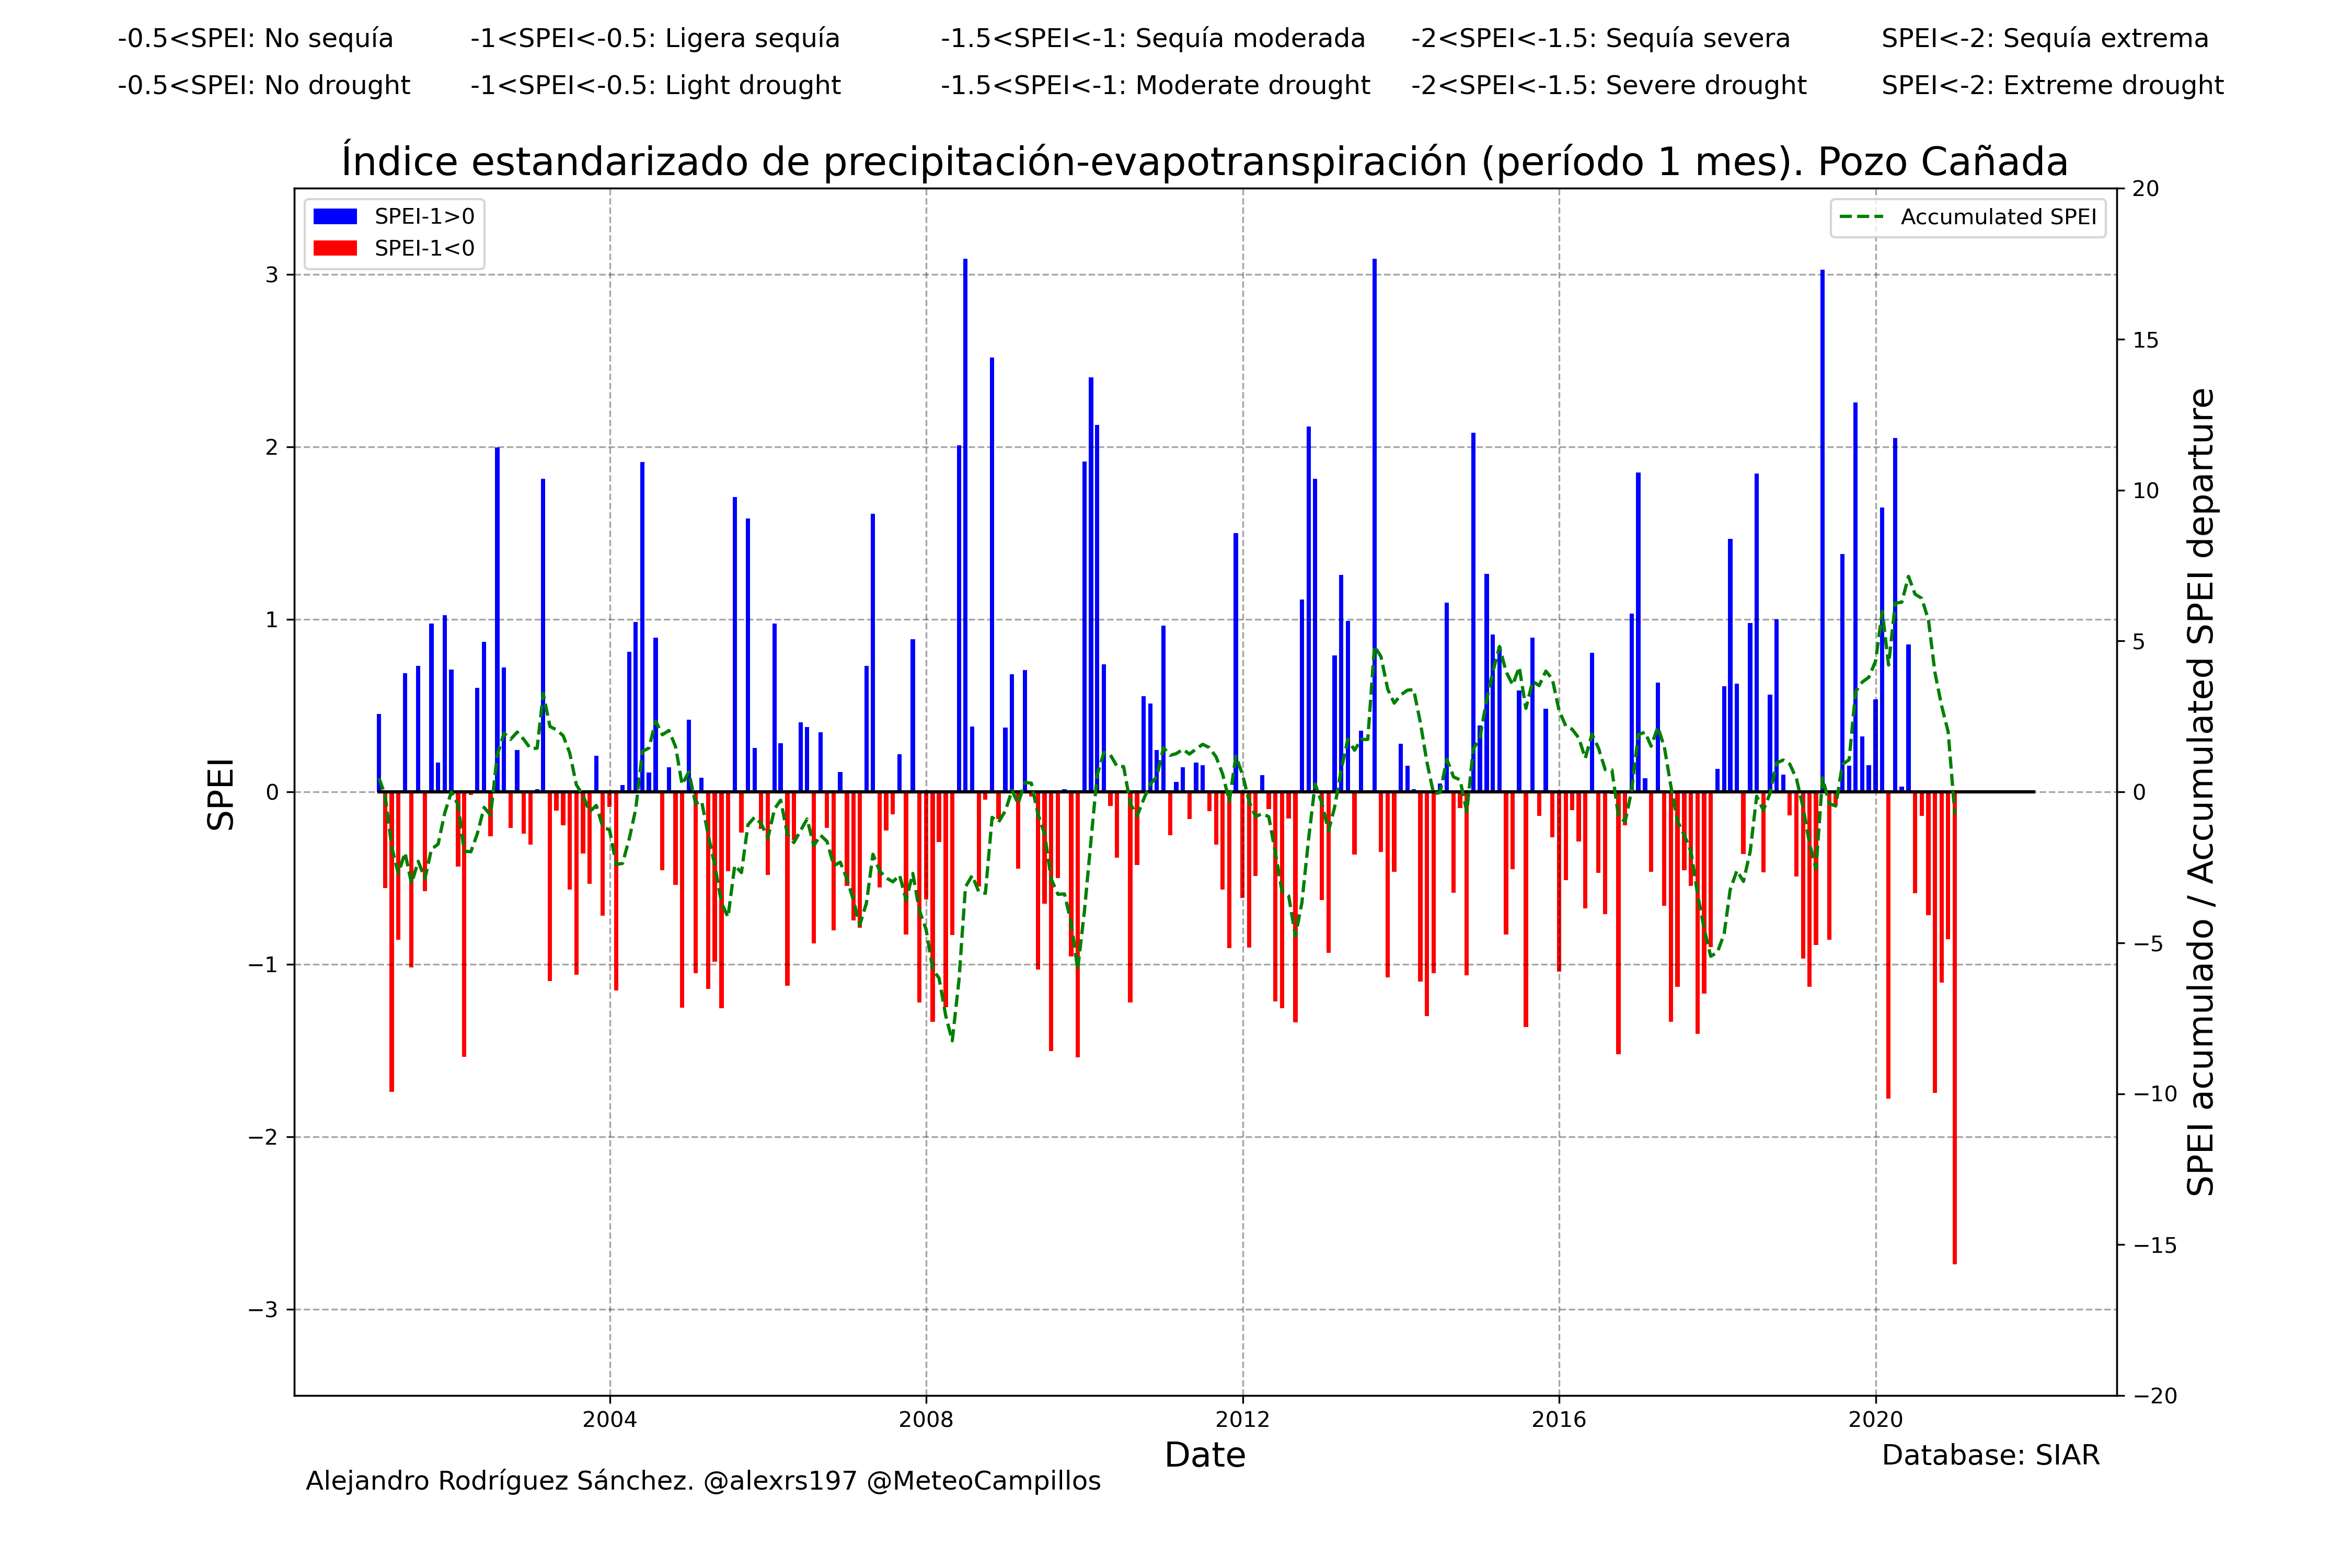 -0.5<SPEI: No sequía -1<SPEI<-0.5: Ligera sequía -1.5<SPEI<-1: Sequía moderada -2<SPEI<-1.5: Sequía severa SPEI<-2: Sequía extrema
-0.5<SPEI: No drought -1<SPEI<-0.5: Light drought -1.5<SPEI<-1: Moderate drought -2<SPEI<-1.5: Severe drought SPEI<-2: Extreme drought
Índice estandarizado de precipitación-evapotranspiración (período 1 mes). Pozo Cañada
SPEI-1>0
SPEI-1<0
Accumulated SPEI
SPEI
3
2
1
0
−1
−2
−3
20
15
10
5
0
−5
−10
−15
−20
SPEI acumulado / Accumulated SPEI departure
2004 2008 2012 2016 2020
Date
Database: SIAR
Alejandro Rodríguez Sánchez. @alexrs197 @MeteoCampillos